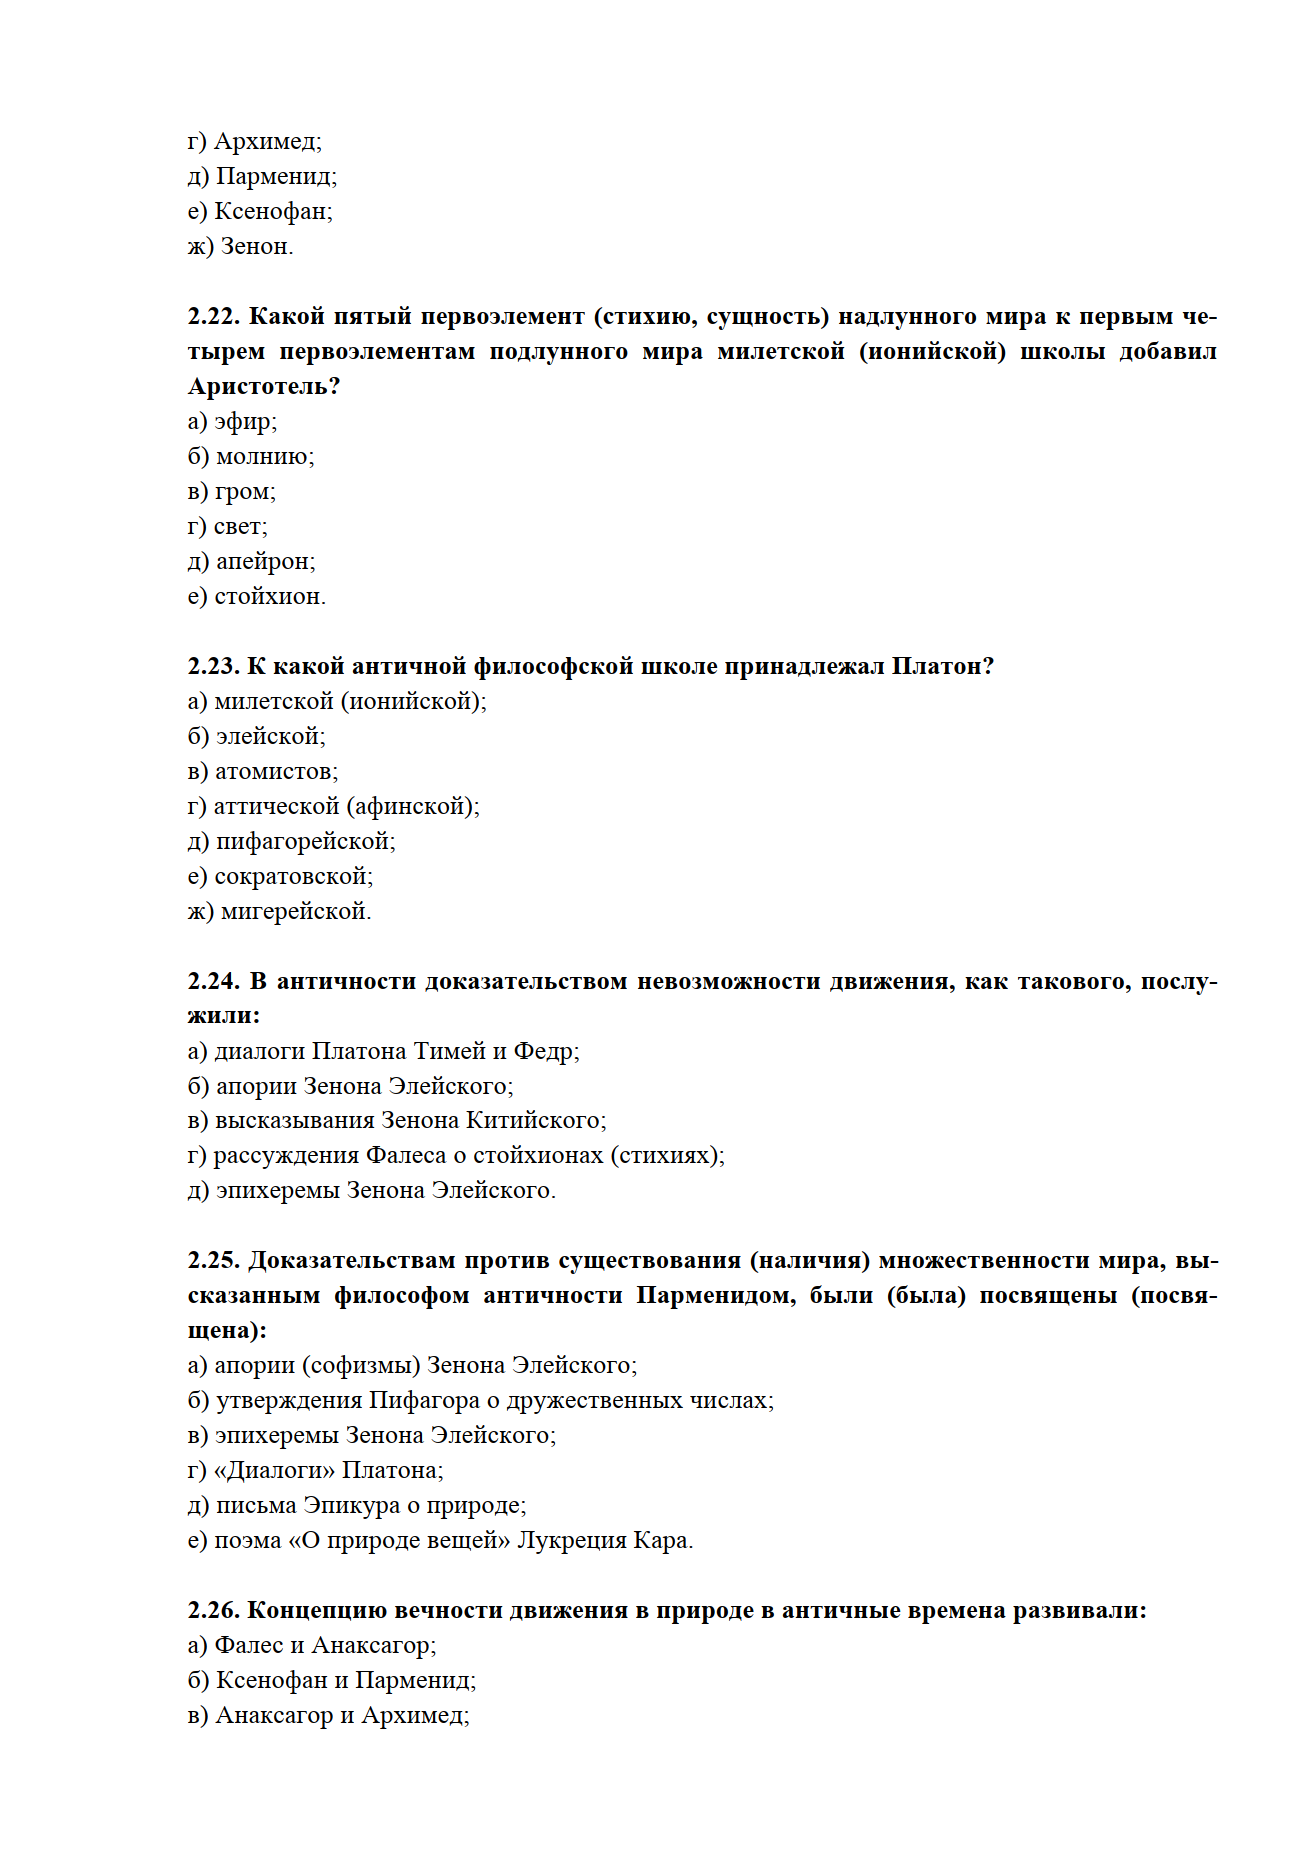 г) Архимед;
д) Парменид;
е) Ксенофан;
ж) Зенон.
2.22. Какой пятый первоэлемент (стихию, сущность) надлунного мира к первым че-
тырем первоэлементам подлунного мира милетской (ионийской) школы добавил
Аристотель?
а) эфир;
б) молнию;
в) гром;
г) свет;
д) апейрон;
е) стойхион.
2.23. К какой античной философской школе принадлежал Платон?
а) милетской (ионийской);
б) элейской;
в) атомистов;
г) аттической (афинской);
д) пифагорейской;
е) сократовской;
ж) мигерейской.
2.24. В античности доказательством невозможности движения, как такового, послу-
жили:
а) диалоги Платона Тимей и Федр;
б) апории Зенона Элейского;
в) высказывания Зенона Китийского;
г) рассуждения Фалеса о стойхионах (стихиях);
д) эпихеремы Зенона Элейского.
2.25. Доказательствам против существования (наличия) множественности мира, вы-
сказанным философом античности Парменидом, были (была) посвящены (посвя-
щена):
а) апории (софизмы) Зенона Элейского;
б) утверждения Пифагора о дружественных числах;
в) эпихеремы Зенона Элейского;
г) «Диалоги» Платона;
д) письма Эпикура о природе;
е) поэма «О природе вещей» Лукреция Кара.
2.26. Концепцию вечности движения в природе в античные времена развивали:
а) Фалес и Анаксагор;
б) Ксенофан и Парменид;
в) Анаксагор и Архимед;